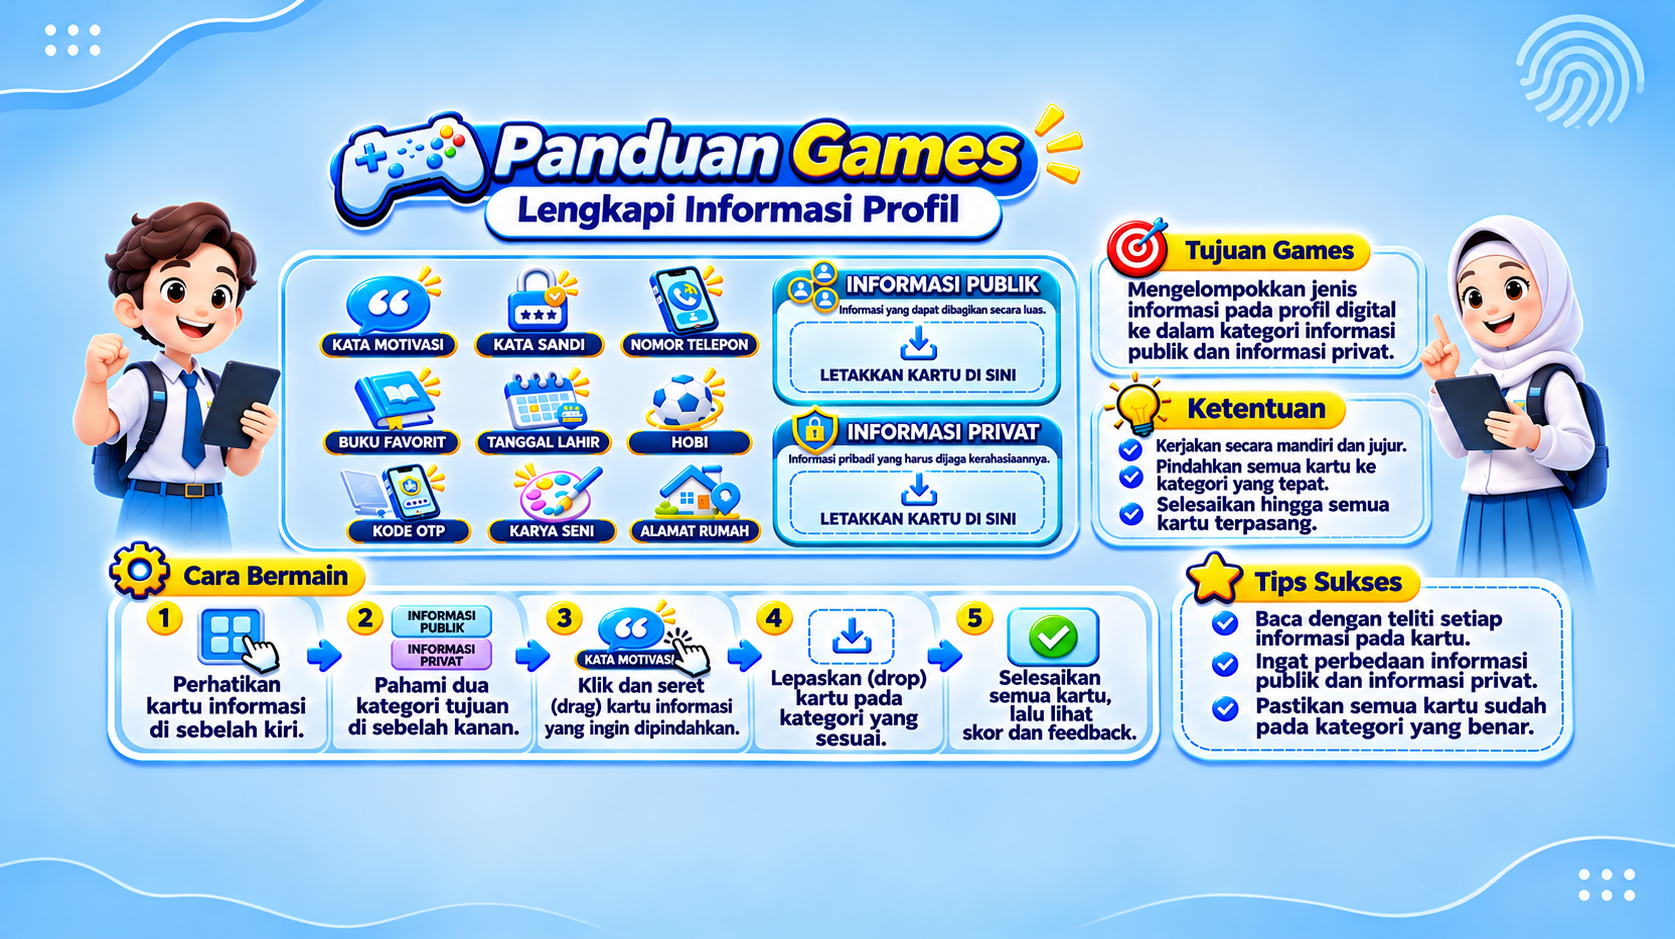 Panduan Games
Lengkapi Informasi Profil
KATA MOTIVASI
KATA SANDI
NOMOR TELEPON
BUKU FAVORIT
TANGGAL LAHIR
HOBI
KODE OTP
KARYA SENI
ALAMAT RUMAH
INFORMASI PUBLIK
Informasi yang dapat dibagikan secara luas.
LETAKKAN KARTU DI SINI
INFORMASI PRIVAT
Informasi pribadi yang harus dijaga kerahasiaannya.
LETAKKAN KARTU DI SINI
Tujuan Games
Mengelompokkan jenis
informasi pada profil digital
ke dalam kategori informasi
publik dan informasi privat.
Ketentuan
Kerjakan secara mandiri dan jujur.
Pindahkan semua kartu ke
kategori yang tepat.
Selesaikan hingga semua
kartu terpasang.
Cara Bermain
1
Perhatikan
kartu informasi
di sebelah kiri.
2
INFORMASI
PUBLIK
INFORMASI
PRIVAT
Pahami dua
kategori tujuan
di sebelah kanan.
3
KATA MOTIVASI
Klik dan seret
(drag) kartu informasi
yang ingin dipindahkan.
4
Lepaskan (drop)
kartu pada
kategori yang
sesuai.
5
Selesaikan
semua kartu,
lalu lihat
skor dan feedback.
Tips Sukses
Baca dengan teliti setiap
informasi pada kartu.
Ingat perbedaan informasi
publik dan informasi privat.
Pastikan semua kartu sudah
pada kategori yang benar.